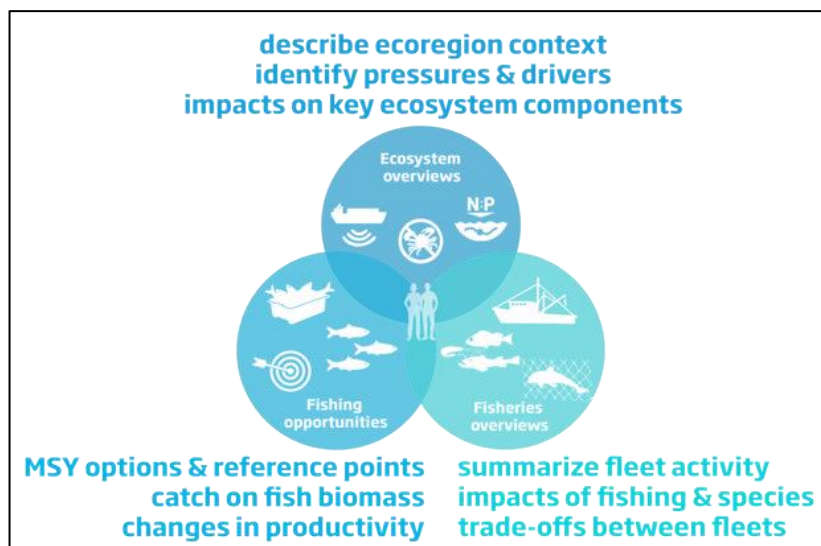 describe ecoregion context
identify pressures & drivers
impacts on key ecosystem components
Ecosystem
overviews
N:P
Fishing
opportunities
Fisheries
overviews
MSY options & reference points
catch on fish biomass
changes in productivity
summarize fleet activity
impacts of fishing & species
trade-offs between fleets